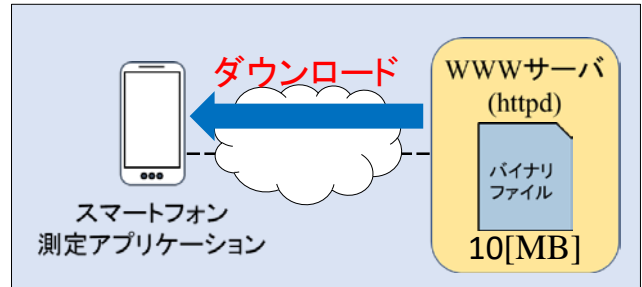 ダウンロード
WWWサーバ
(httpd)
バイナリ
ファイル
10[MB]
スマートフォン
測定アプリケーション